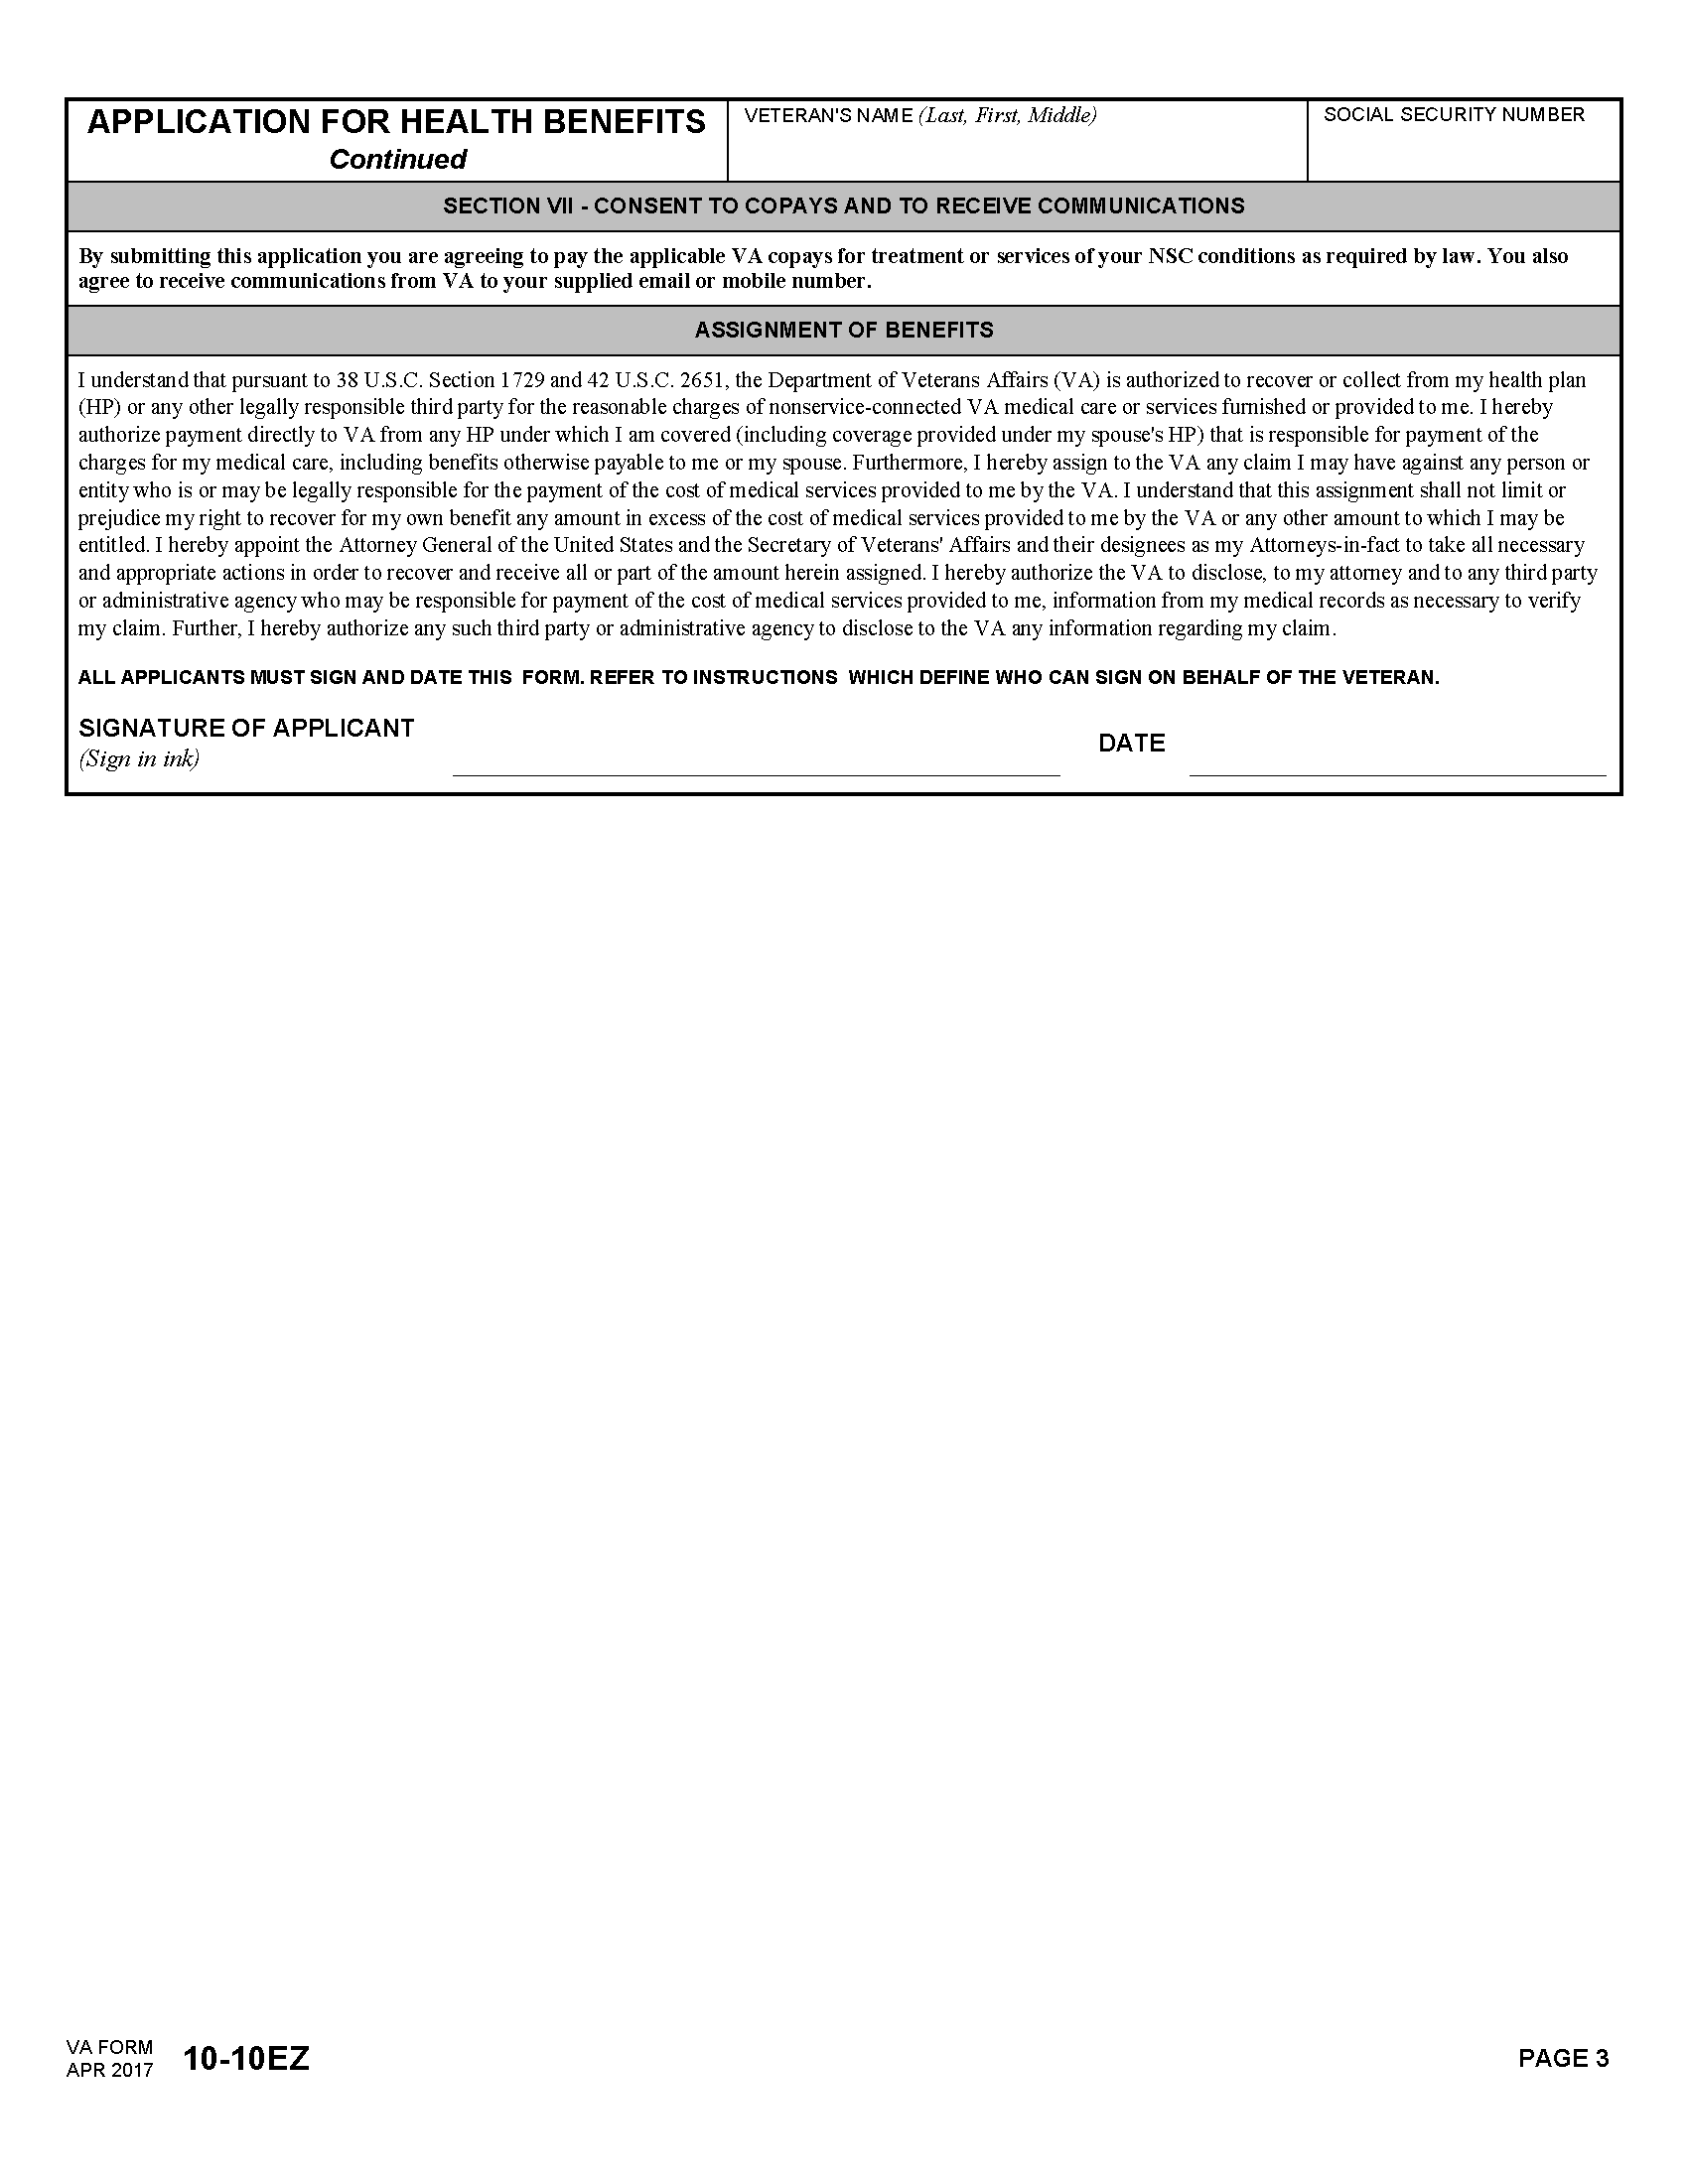 APPLICATION FOR HEALTH BENEFITS
Continued
VETERAN'S NAME (Last, First, Middle)
SOCIAL SECURITY NUMBER
SECTION VII - CONSENT TO COPAYS AND TO RECEIVE COMMUNICATIONS
By submitting this application you are agreeing to pay the applicable VA copays for treatment or services of your NSC conditions as required by law. You also
agree to receive communications from VA to your supplied email or mobile number.
ASSIGNMENT OF BENEFITS
I understand that pursuant to 38 U.S.C. Section 1729 and 42 U.S.C. 2651, the Department of Veterans Affairs (VA) is authorized to recover or collect from my health plan
(HP) or any other legally responsible third party for the reasonable charges of nonservice-connected VA medical care or services furnished or provided to me. I hereby
authorize payment directly to VA from any HP under which I am covered (including coverage provided under my spouse's HP) that is responsible for payment of the
charges for my medical care, including benefits otherwise payable to me or my spouse. Furthermore, I hereby assign to the VA any claim I may have against any person or
entity who is or may be legally responsible for the payment of the cost of medical services provided to me by the VA. I understand that this assignment shall not limit or
prejudice my right to recover for my own benefit any amount in excess of the cost of medical services provided to me by the VA or any other amount to which I may be
entitled. I hereby appoint the Attorney General of the United States and the Secretary of Veterans' Affairs and their designees as my Attorneys-in-fact to take all necessary
and appropriate actions in order to recover and receive all or part of the amount herein assigned. I hereby authorize the VA to disclose, to my attorney and to any third party
or administrative agency who may be responsible for payment of the cost of medical services provided to me, information from my medical records as necessary to verify
my claim. Further, I hereby authorize any such third party or administrative agency to disclose to the VA any information regarding my claim.
ALL APPLICANTS MUST SIGN AND DATE THIS FORM. REFER TO INSTRUCTIONS WHICH DEFINE WHO CAN SIGN ON BEHALF OF THE VETERAN.
SIGNATURE OF APPLICANT
(Sign in ink)
DATE
VA FORM
APR 2017
10-10EZ
PAGE 3